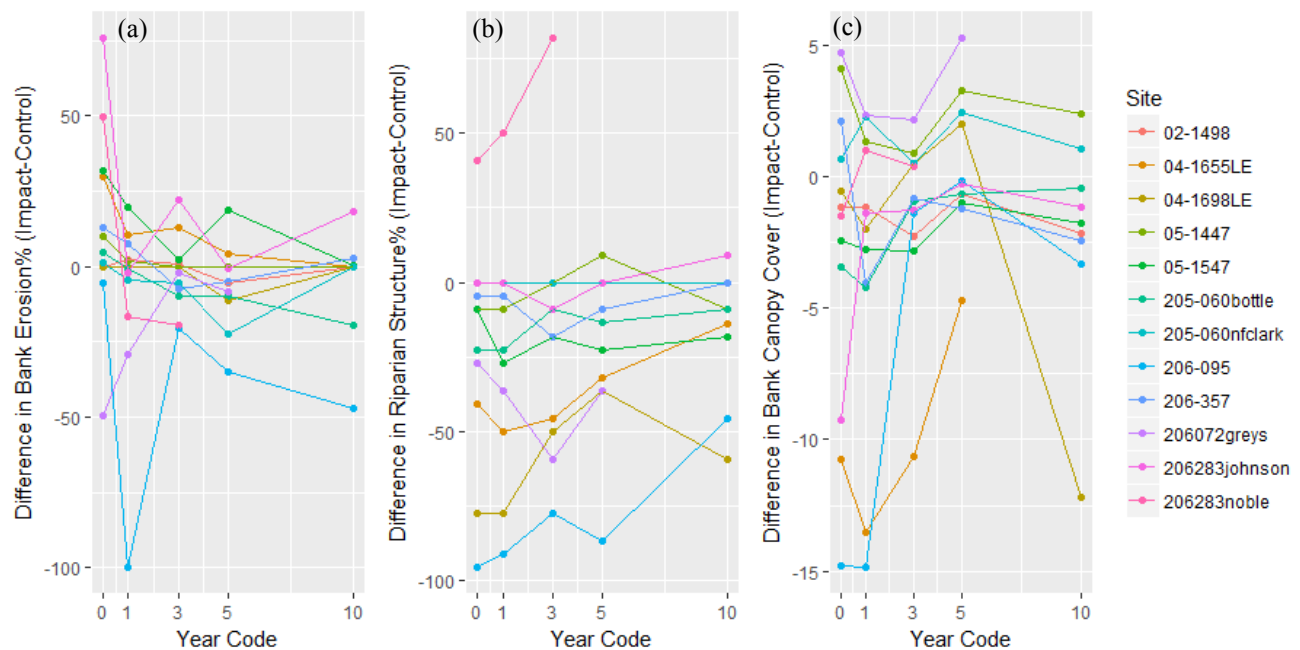 (a)
Difference in Bank Erosion% (Impact-Control)
50
0
-50
-100
0 1 3 5 10
Year Code
(b)
Difference in Riparian Structure% (Impact-Control)
50
0
-50
-100
0 1 3 5 10
Year Code
(c)
Difference in Bank Canopy Cover (Impact-Control)
5
0
-5
-10
-15
0 1 3 5 10
Year Code
Site
02-1498
04-1655LE
04-1698LE
05-1447
05-1547
205-060bottle
205-060nfclark
206-095
206-357
206072greys
206283johnson
206283noble